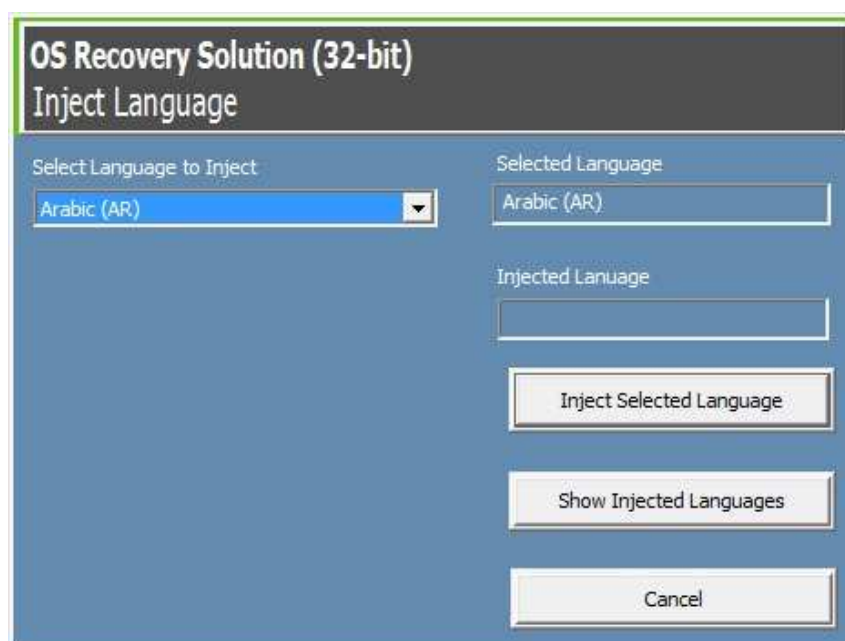 OS Recovery Solution (32-bit)
Inject Language
Select Language to Inject
Arabic (AR)
Selected Language
Arabic (AR)
Injected Lanuage
Inject Selected Language
Show Injected Languages
Cancel